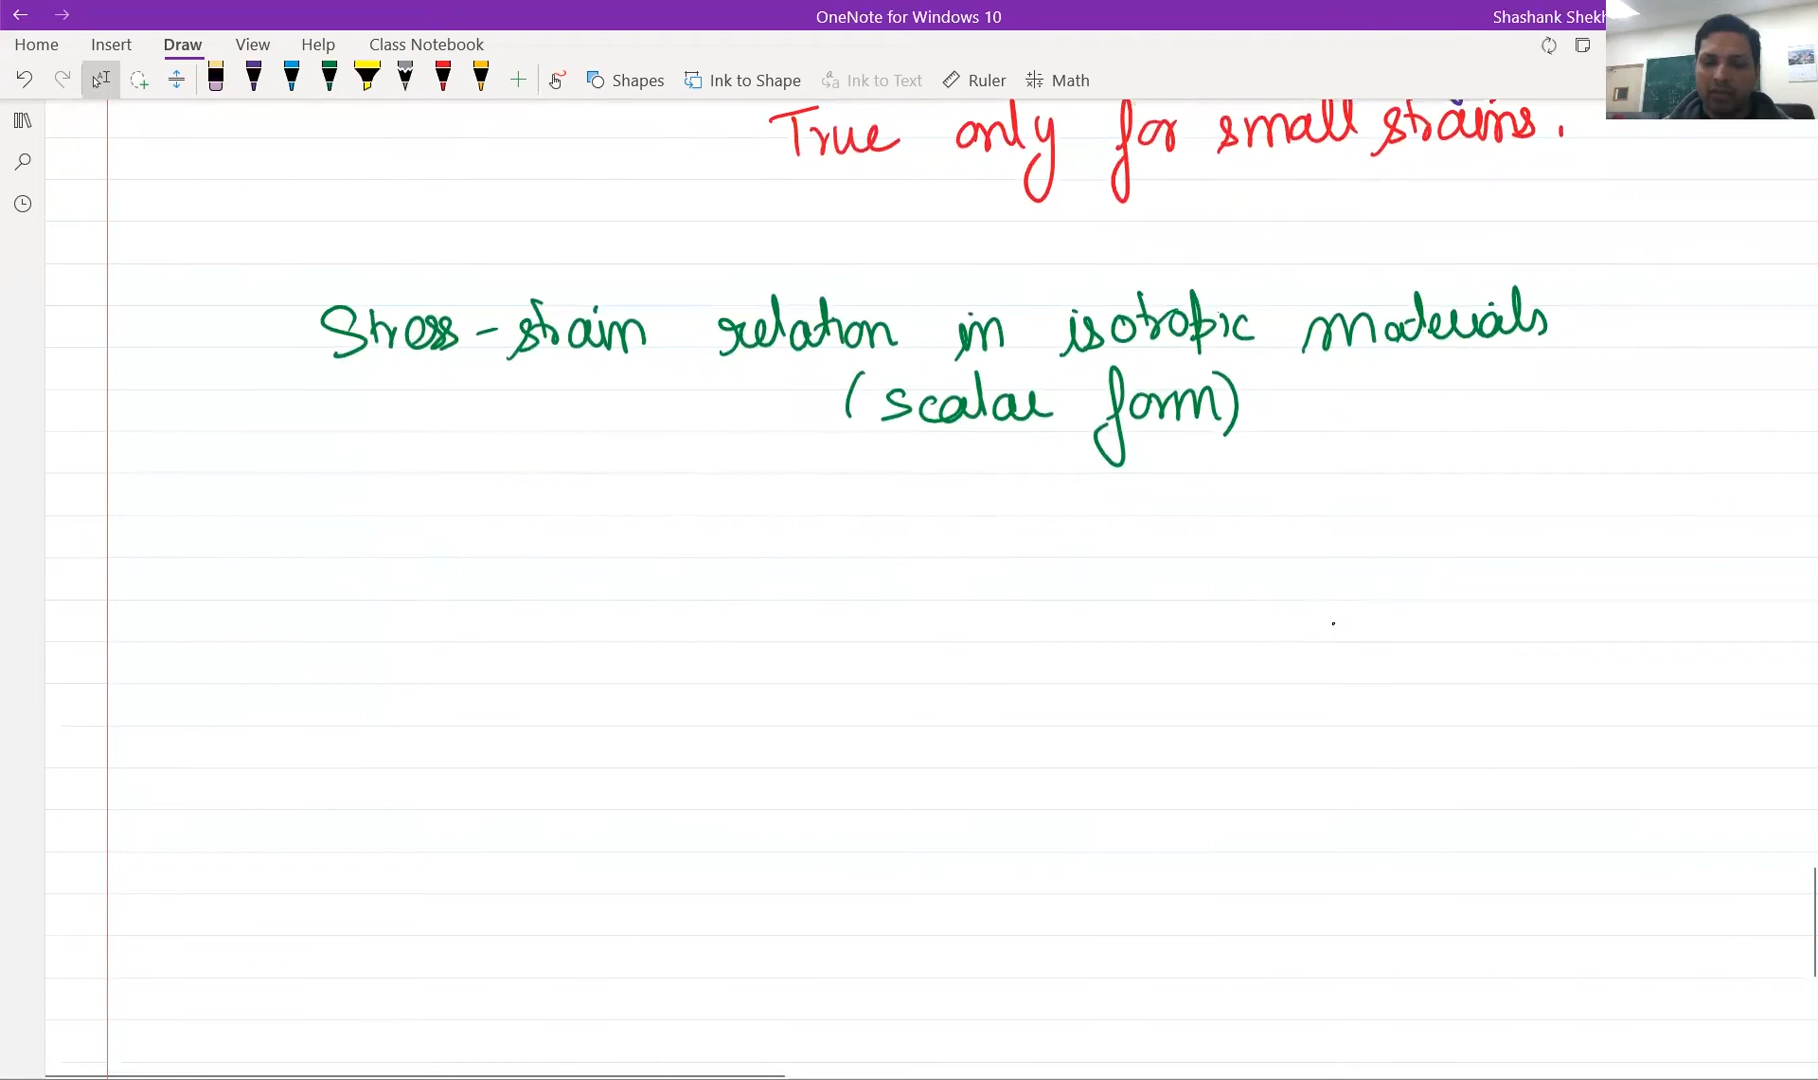 OneNote for Windows 10
Shashank Shekh
Home Insert Draw View Help Class Notebook
Shapes Ink to Shape Ink to Text Ruler Math
True only for small strains.
Stress-strain relation in isotropic materials
(scalar form)